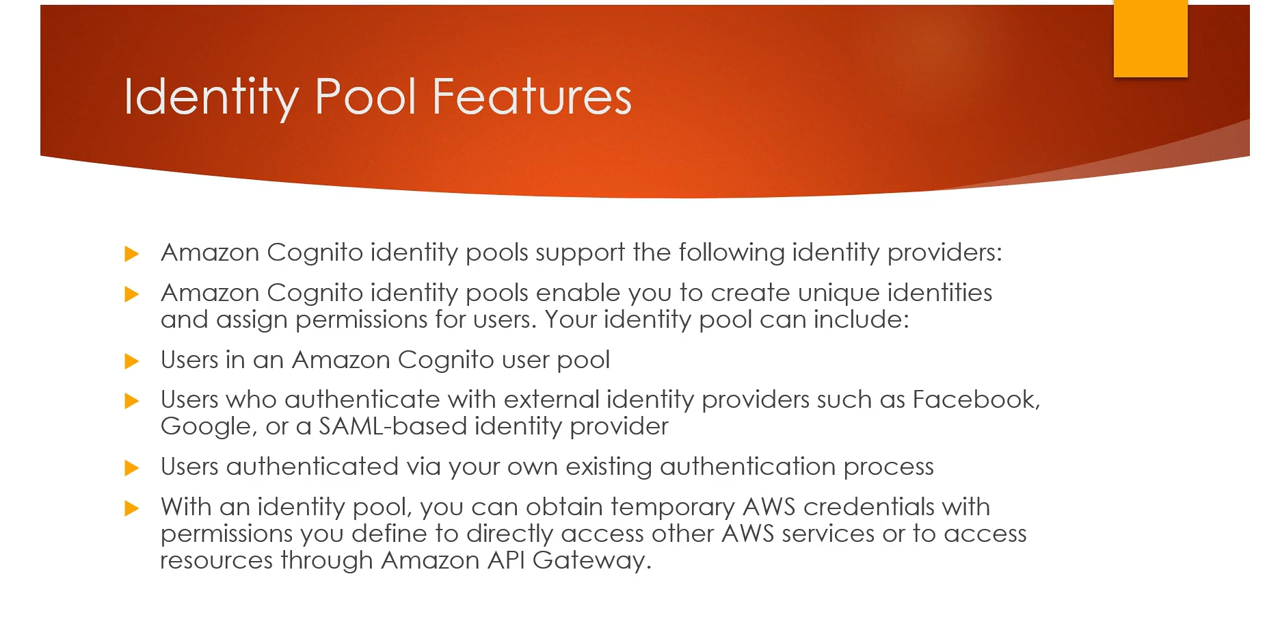 Identity Pool Features
Amazon Cognito identity pools support the following identity providers:
Amazon Cognito identity pools enable you to create unique identities
and assign permissions for users. Your identity pool can include:
Users in an Amazon Cognito user pool
Users who authenticate with external identity providers such as Facebook,
Google, or a SAML-based identity provider
Users authenticated via your own existing authentication process
With an identity pool, you can obtain temporary AWS credentials with
permissions you define to directly access other AWS services or to access
resources through Amazon API Gateway.